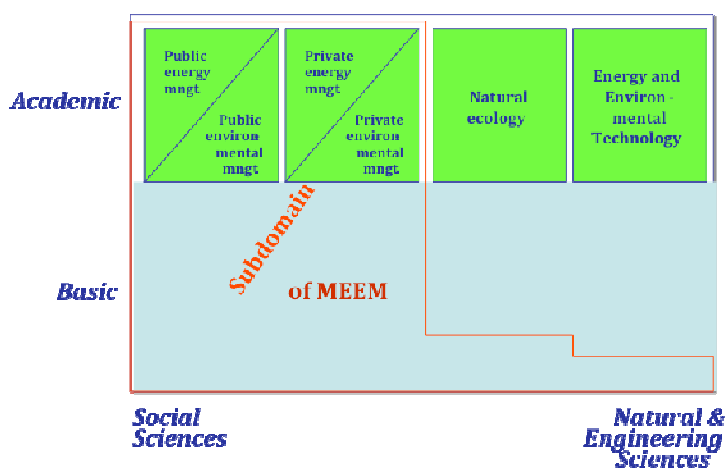 Public
energy
mngt
Public
environ-
mental
mngt
Private
energy
mngt
Private
environ-
mental
mngt
Natural
ecology
Energy and
Environ -
mental
Technology
Academic
Subdomain
of MEEM
Basic
Social
Sciences
Natural &
Engineering
Sciences